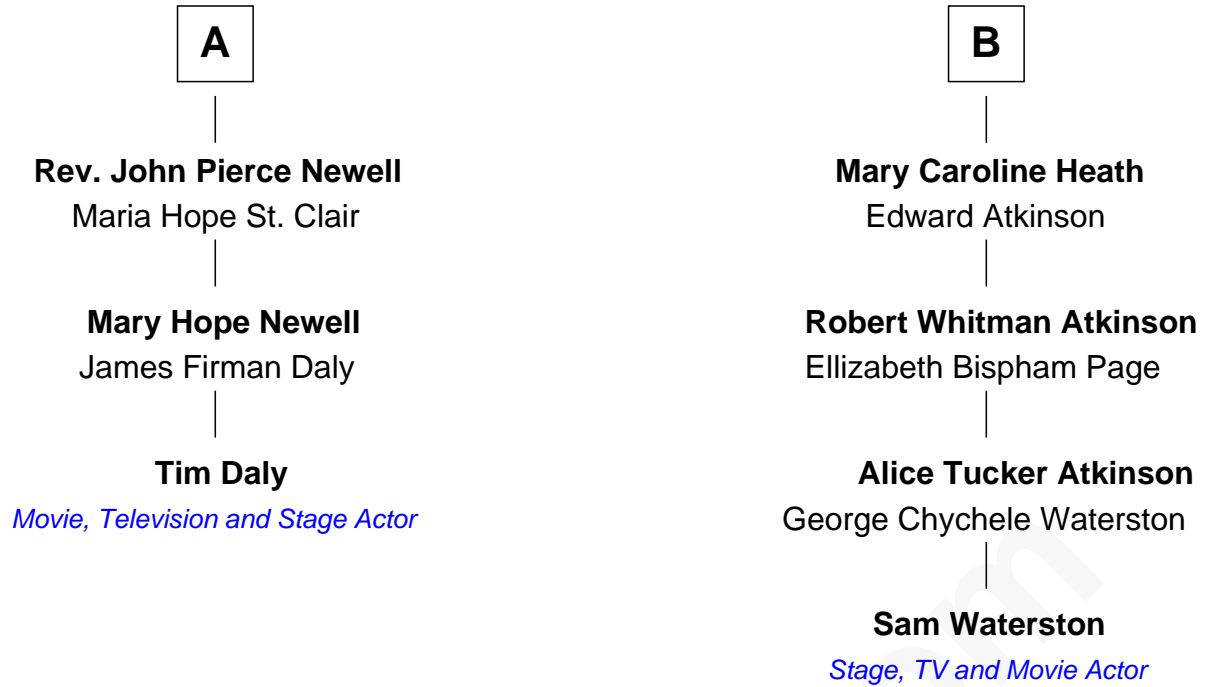 A
Rev. John Pierce Newell
Maria Hope St. Clair
Mary Hope Newell
James Firman Daly
Tim Daly
Movie, Television and Stage Actor
B
Mary Caroline Heath
Edward Atkinson
Robert Whitman Atkinson
Ellizabeth Bispham Page
Alice Tucker Atkinson
George Chychele Waterston
Sam Waterston
Stage, TV and Movie Actor